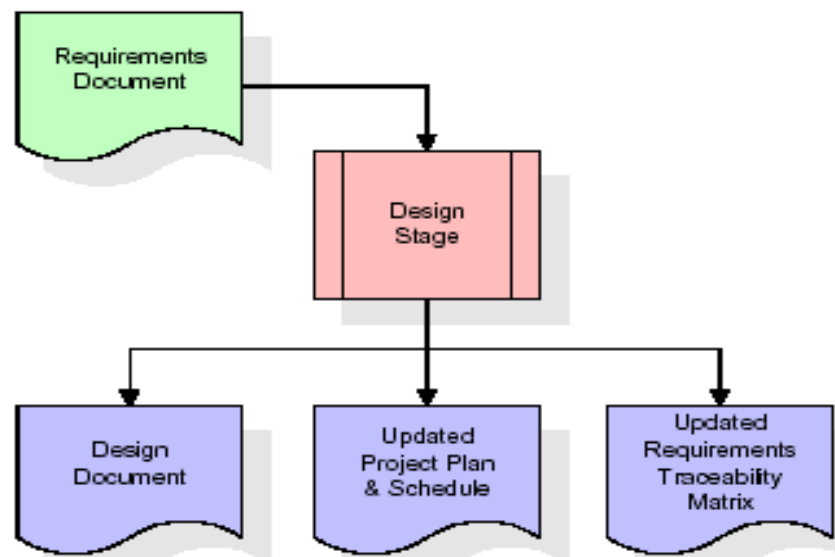 Requirements
Document
Design
Stage
Design
Document
Updated
Project Plan
& Schedule
Updated
Requirements
Traceability
Matrix